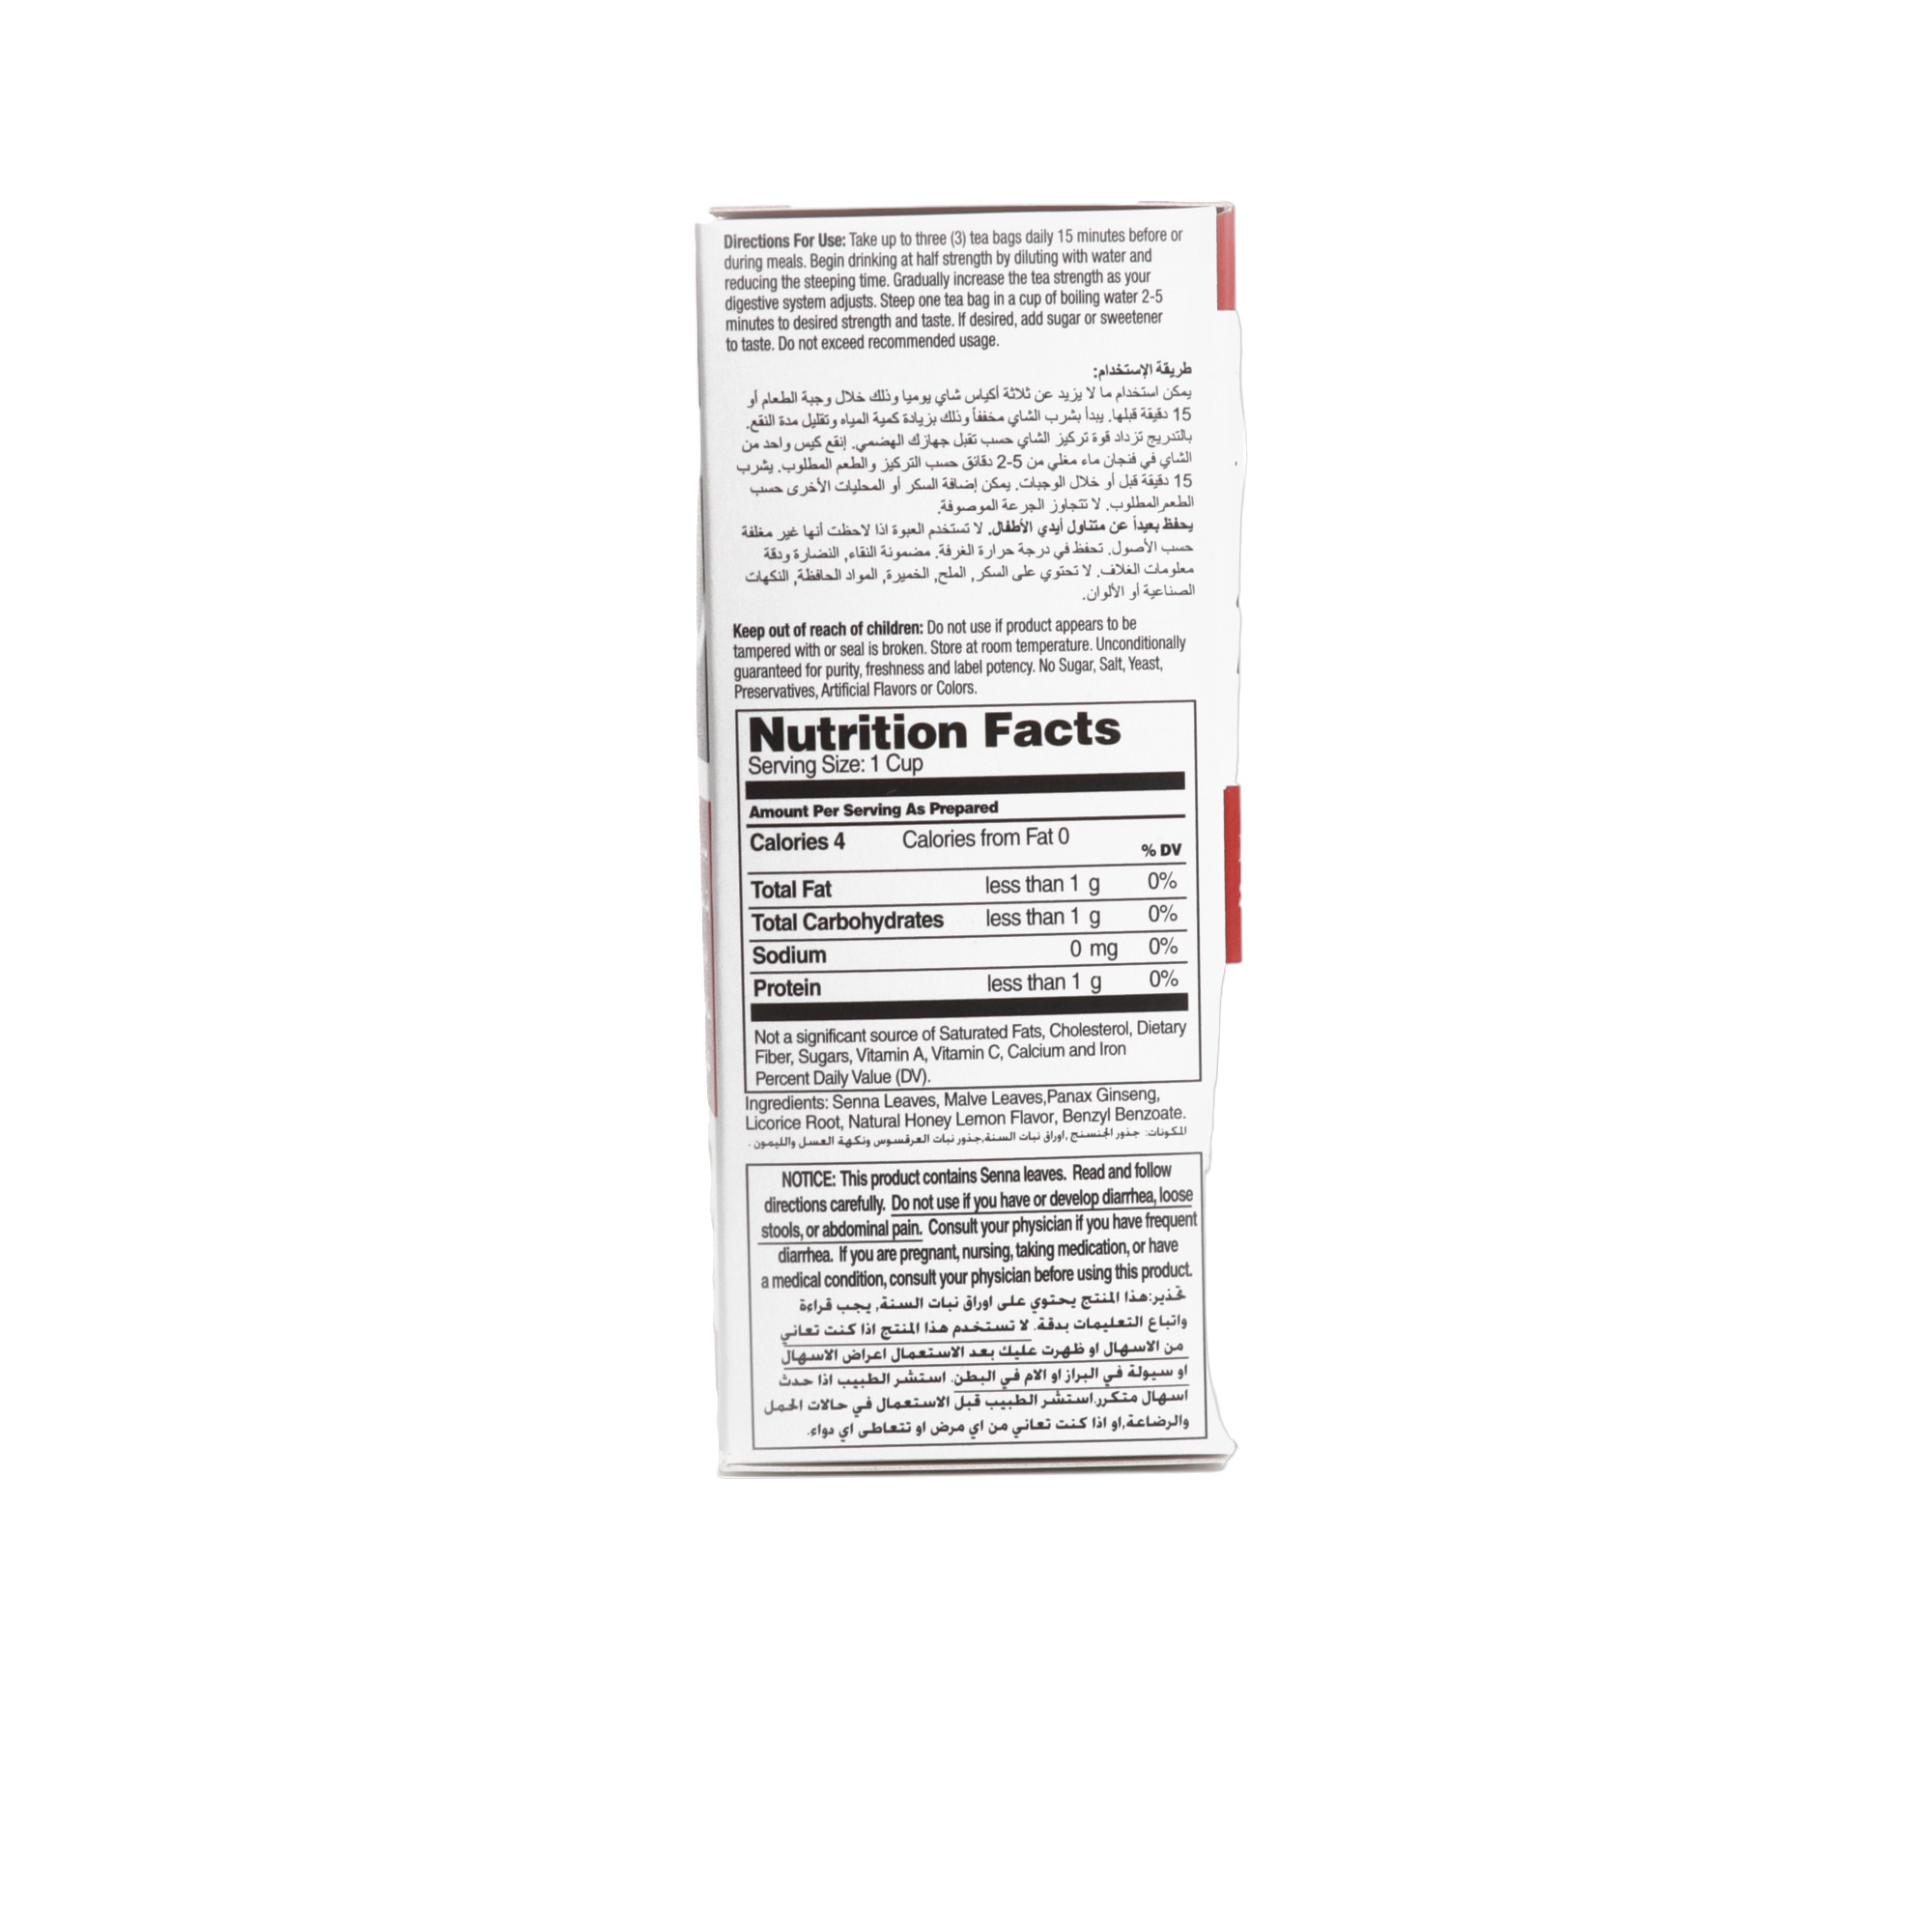 Directions For Use: Take up to three (3) tea bags daily 15 minutes before or
during meals. Begin drinking at half strength by diluting with water and
reducing the steeping time. Gradually increase the tea strength as your
digestive system adjusts. Steep one tea bag in a cup of boiling water 2-5
minutes to desired strength and taste. If desired, add sugar or sweetener
to taste. Do not exceed recommended usage.
طريقة الإستخدام:
يمكن استخدام ما لا يزيد عن ثلاثة أكياس شاي يوميا وذلك خلال وجبة الطعام أو
15 دقيقة قبلها. يبدأ بشرب الشاي مخففاً وذلك بزيادة كمية المياه وتقليل مدة النقع.
بالتدريج تزداد قوة تركيز الشاي حسب تقبل جهازك الهضمي. إنقع كيس واحد من
الشاي في فنجان ماء مغلي من 5-2 دقائق حسب التركيز والطعم المطلوب. يشرب
15 دقيقة قبل أو خلال الوجبات. يمكن إضافة السكر أو المحليات الأخرى حسب
الطعم المطلوب. لا تتجاوز الجرعة الموصوفة.
يحفظ بعيداً عن متناول أيدي الأطفال. لا تستخدم العبوة اذا لاحظت أنها غير مغلفة
حسب الأصول. تحفظ في درجة حرارة الغرفة. مضمونة النقاء, النضارة ودقة
معلومات الغلاف. لا تحتوي على السكر, الملح, الخميرة, المواد الحافظة, النكهات
الصناعية أو الألوان.
Keep out of reach of children: Do not use if product appears to be
tampered with or seal is broken. Store at room temperature. Unconditionally
guaranteed for purity, freshness and label potency. No Sugar, Salt, Yeast,
Preservatives, Artificial Flavors or Colors.
Nutrition Facts
Serving Size: 1 Cup
Amount Per Serving As Prepared
Calories 4 Calories from Fat 0
% DV
Total Fat less than 1 g 0%
Total Carbohydrates less than 1 g 0%
Sodium 0 mg 0%
Protein less than 1 g 0%
Not a significant source of Saturated Fats, Cholesterol, Dietary
Fiber, Sugars, Vitamin A, Vitamin C, Calcium and Iron
Percent Daily Value (DV).
Ingredients: Senna Leaves, Malve Leaves,Panax Ginseng,
Licorice Root, Natural Honey Lemon Flavor, Benzyl Benzoate.
المكونات: جذور الجنسنج ,اوراق نبات السنة,جذور نبات العرقسوس ونكهة العسل والليمون .
NOTICE: This product contains Senna leaves. Read and follow
directions carefully. Do not use if you have or develop diarrhea, loose
stools, or abdominal pain. Consult your physician if you have frequent
diarrhea. If you are pregnant, nursing, taking medication, or have
a medical condition, consult your physician before using this product.
تحذير:هذا المنتج يحتوي على اوراق نبات السنة, يجب قراءة
واتباع التعليمات بدقة. لا تستخدم هذا المنتج اذا كنت تعاني
من الاسهال او ظهرت عليك بعد الاستعمال اعراض الاسهال
او سيولة في البراز او الام في البطن. استشر الطبيب اذا حدث
اسهال متكرر.استشر الطبيب قبل الاستعمال في حالات الحمل
والرضاعة,او اذا كنت تعاني من اي مرض او تتعاطى اي دواء.